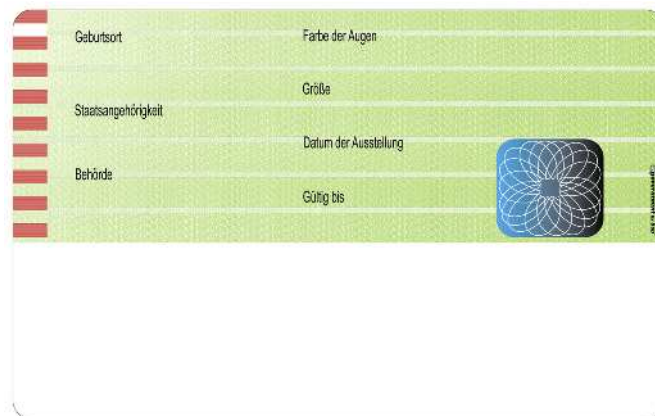 Geburtsort
Farbe der Augen
Größe
Staatsangehörigkeit
Datum der Ausstellung
Behörde
Gültig bis